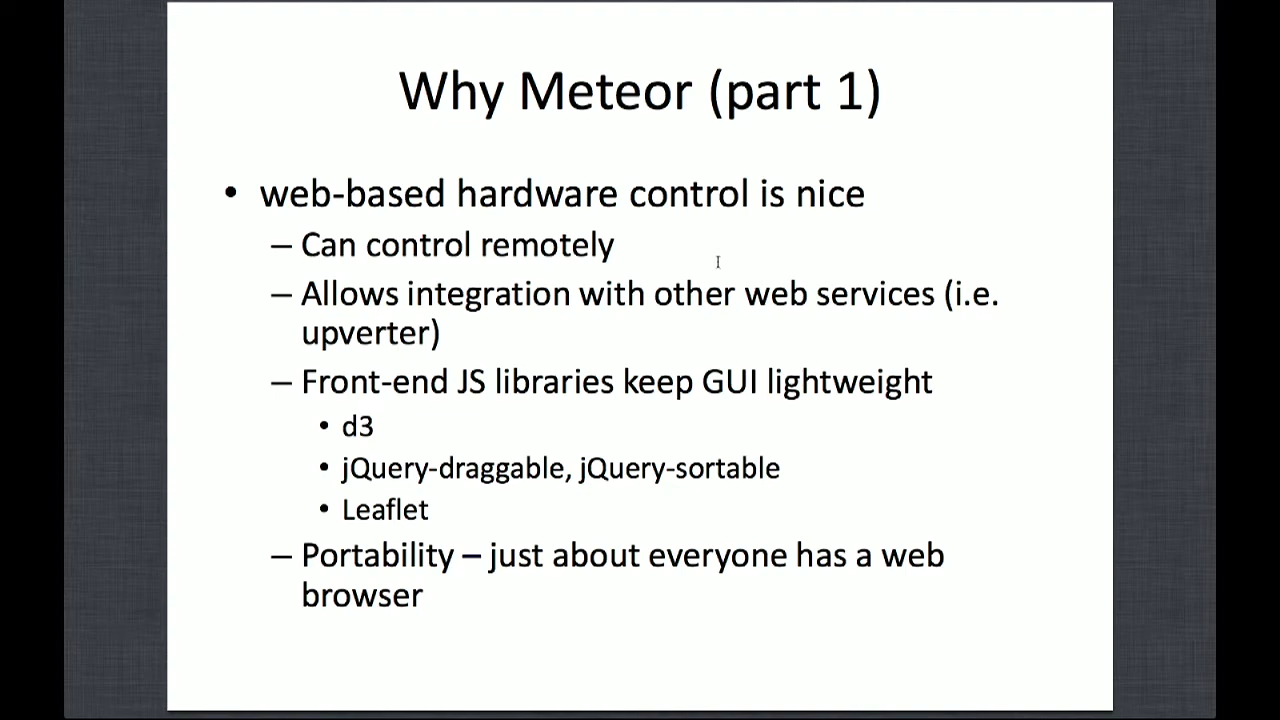 Why Meteor (part 1)
• web-based hardware control is nice
– Can control remotely
– Allows integration with other web services (i.e.
upverter)
– Front-end JS libraries keep GUI lightweight
• d3
• jQuery-draggable, jQuery-sortable
• Leaflet
– Portability – just about everyone has a web
browser